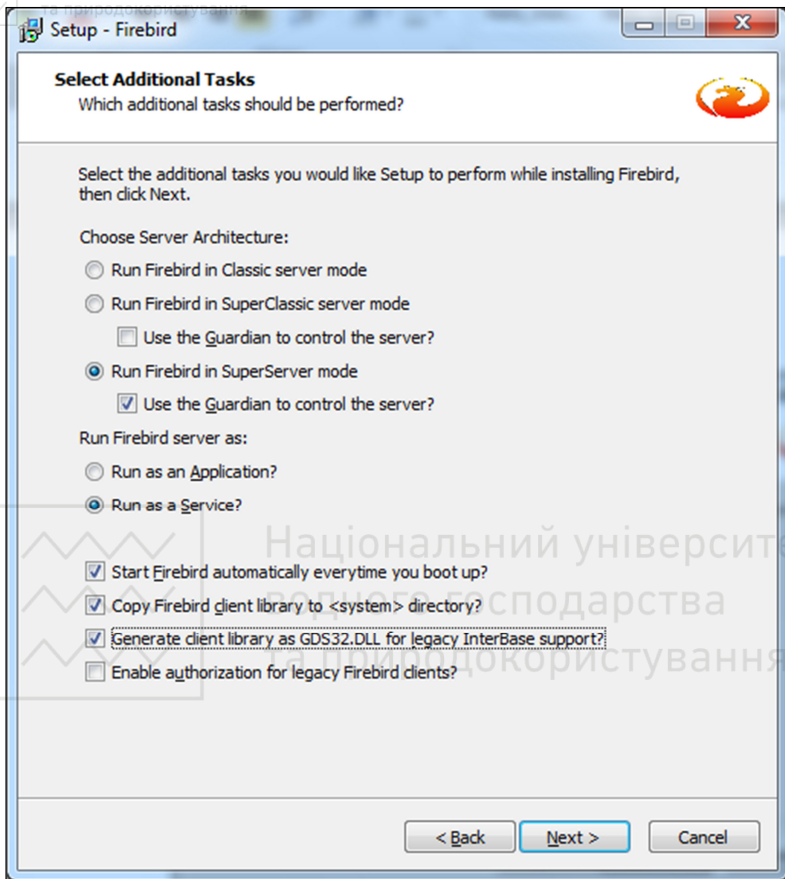 та природокористування
Setup - Firebird
Select Additional Tasks
Which additional tasks should be performed?
Select the additional tasks you would like Setup to perform while installing Firebird,
then click Next.
Choose Server Architecture:
Run Firebird in Classic server mode
Run Firebird in SuperClassic server mode
Use the Guardian to control the server?
Run Firebird in SuperServer mode
Use the Guardian to control the server?
Run Firebird server as:
Run as an Application?
Run as a Service?
Національний університе
Start Firebird automatically everytime you boot up?
водного господарства
Copy Firebird client library to <system> directory?
Generate client library as GDS32.DLL for legacy InterBase support?
та природокористування
Enable authorization for legacy Firebird clients?
< Back
Next >
Cancel